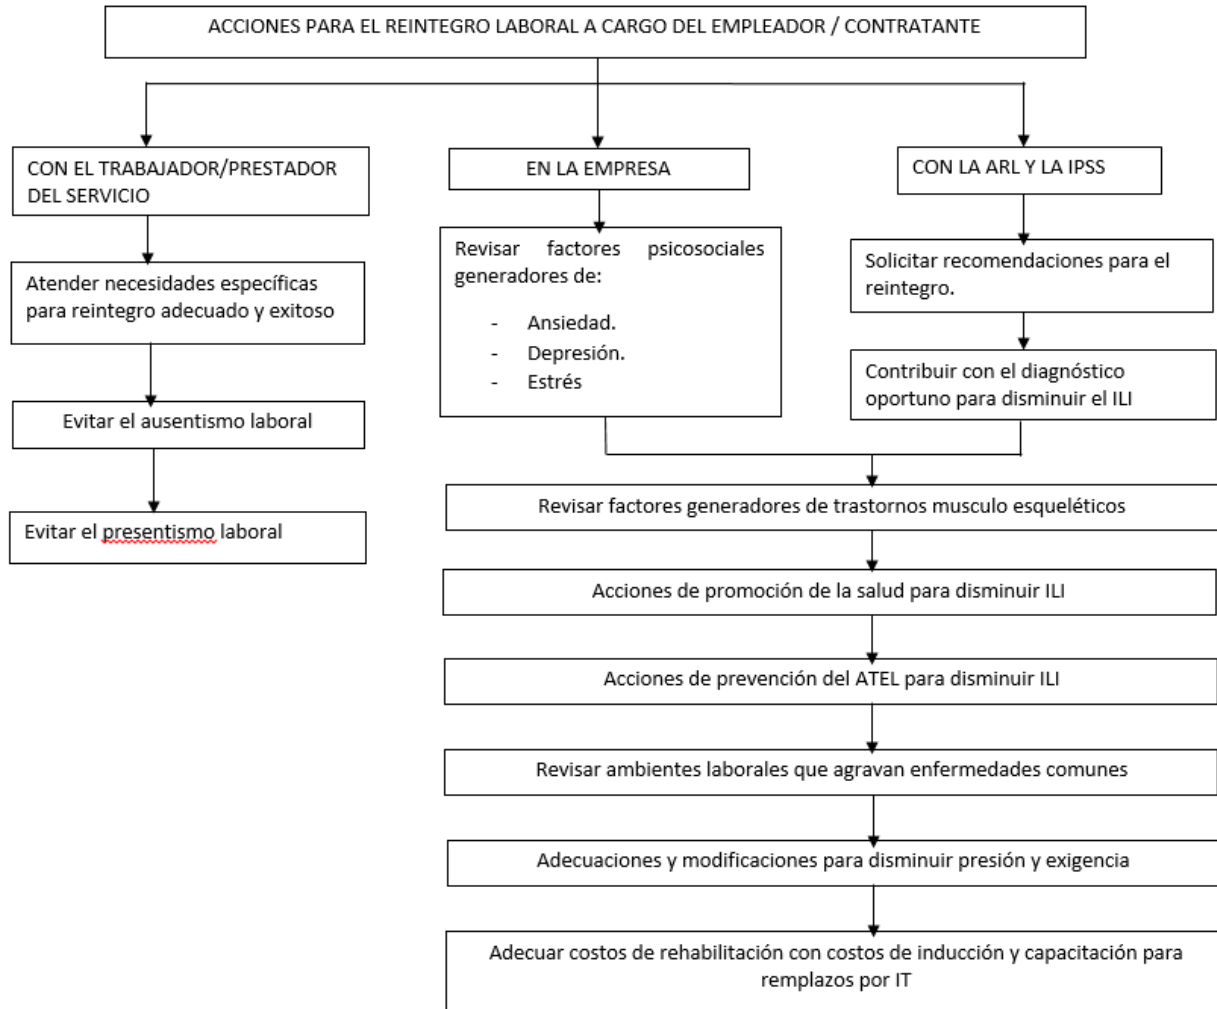 ACCIONES PARA EL REINTEGRO LABORAL A CARGO DEL EMPLEADOR / CONTRATANTE
CON EL TRABAJADOR/PRESTADOR
DEL SERVICIO
Atender necesidades específicas
para reintegro adecuado y exitoso
Evitar el ausentismo laboral
Evitar el presentismo laboral
EN LA EMPRESA
Revisar factores psicosociales
generadores de:
- Ansiedad.
- Depresión.
- Estrés
CON LA ARL Y LA IPSS
Solicitar recomendaciones para el
reintegro.
Contribuir con el diagnóstico
oportuno para disminuir el ILI
Revisar factores generadores de trastornos musculo esqueléticos
Acciones de promoción de la salud para disminuir ILI
Acciones de prevención del ATEL para disminuir ILI
Revisar ambientes laborales que agravan enfermedades comunes
Adecuaciones y modificaciones para disminuir presión y exigencia
Adecuar costos de rehabilitación con costos de inducción y capacitación para
remplazos por IT